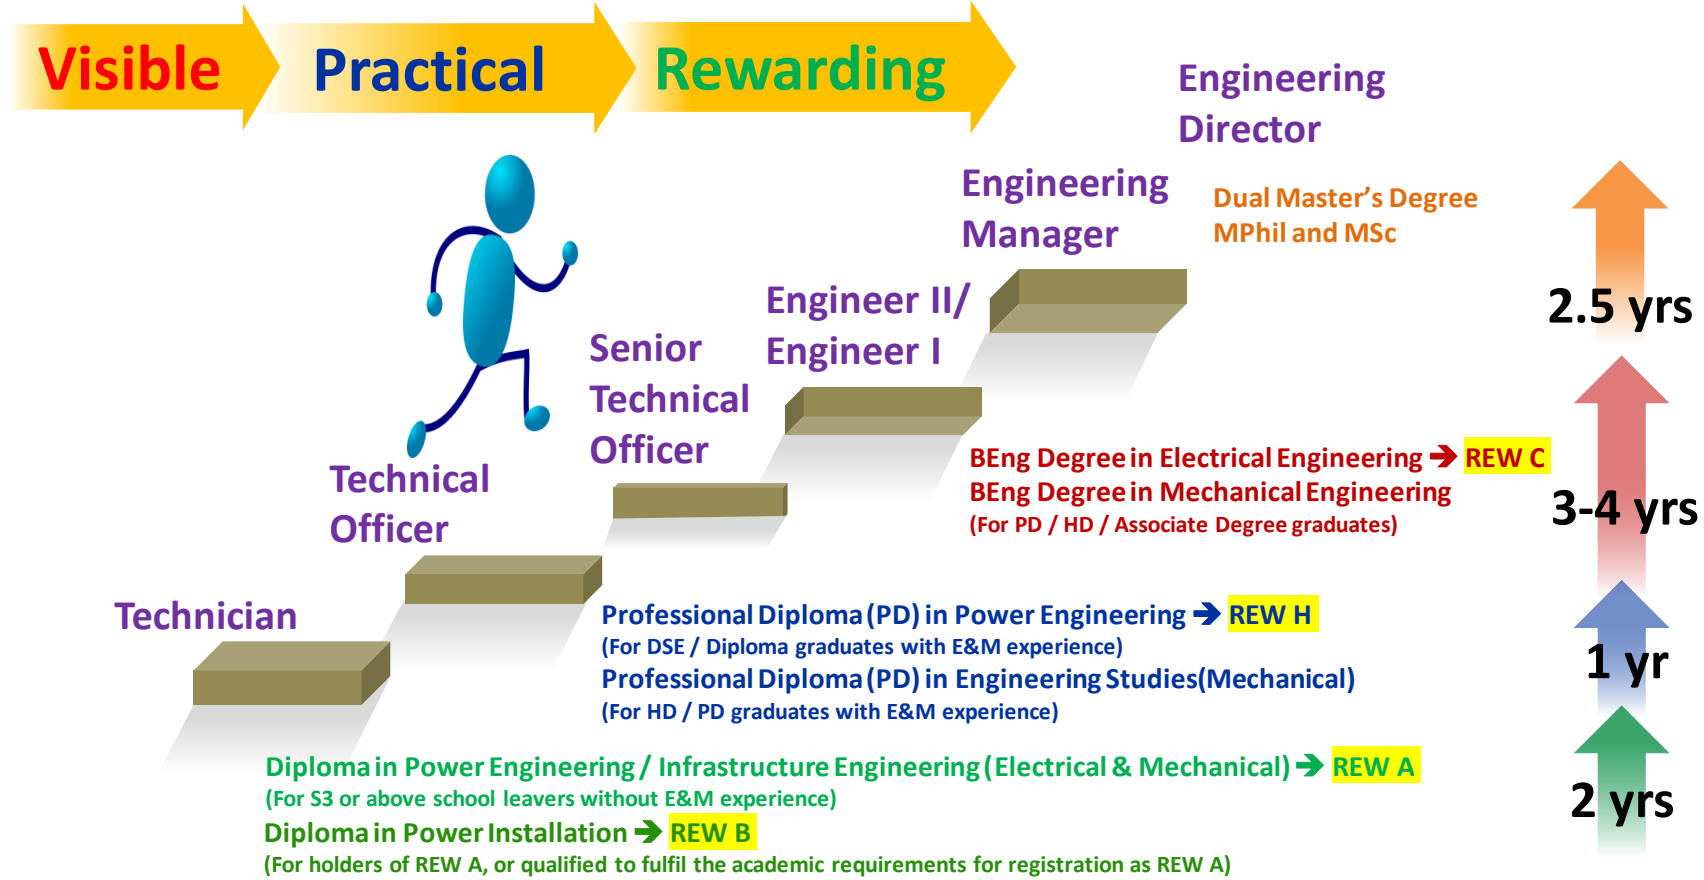 Visible
Practical
Rewarding
Engineering
Director
Engineering
Manager
Dual Master’s Degree
MPhil and MSc
2.5 yrs
Engineer II/
Engineer I
Senior
Technical
Officer
Technical
Officer
Technician
BEng Degree in Electrical Engineering ➔ REW C
BEng Degree in Mechanical Engineering
(For PD / HD / Associate Degree graduates)
3-4 yrs
Professional Diploma (PD) in Power Engineering ➔ REW H
(For DSE / Diploma graduates with E&M experience)
Professional Diploma (PD) in Engineering Studies(Mechanical)
(For HD / PD graduates with E&M experience)
1 yr
Diploma in Power Engineering / Infrastructure Engineering (Electrical & Mechanical) ➔ REW A
(For S3 or above school leavers without E&M experience)
Diploma in Power Installation ➔ REW B
(For holders of REW A, or qualified to fulfil the academic requirements for registration as REW A)
2 yrs